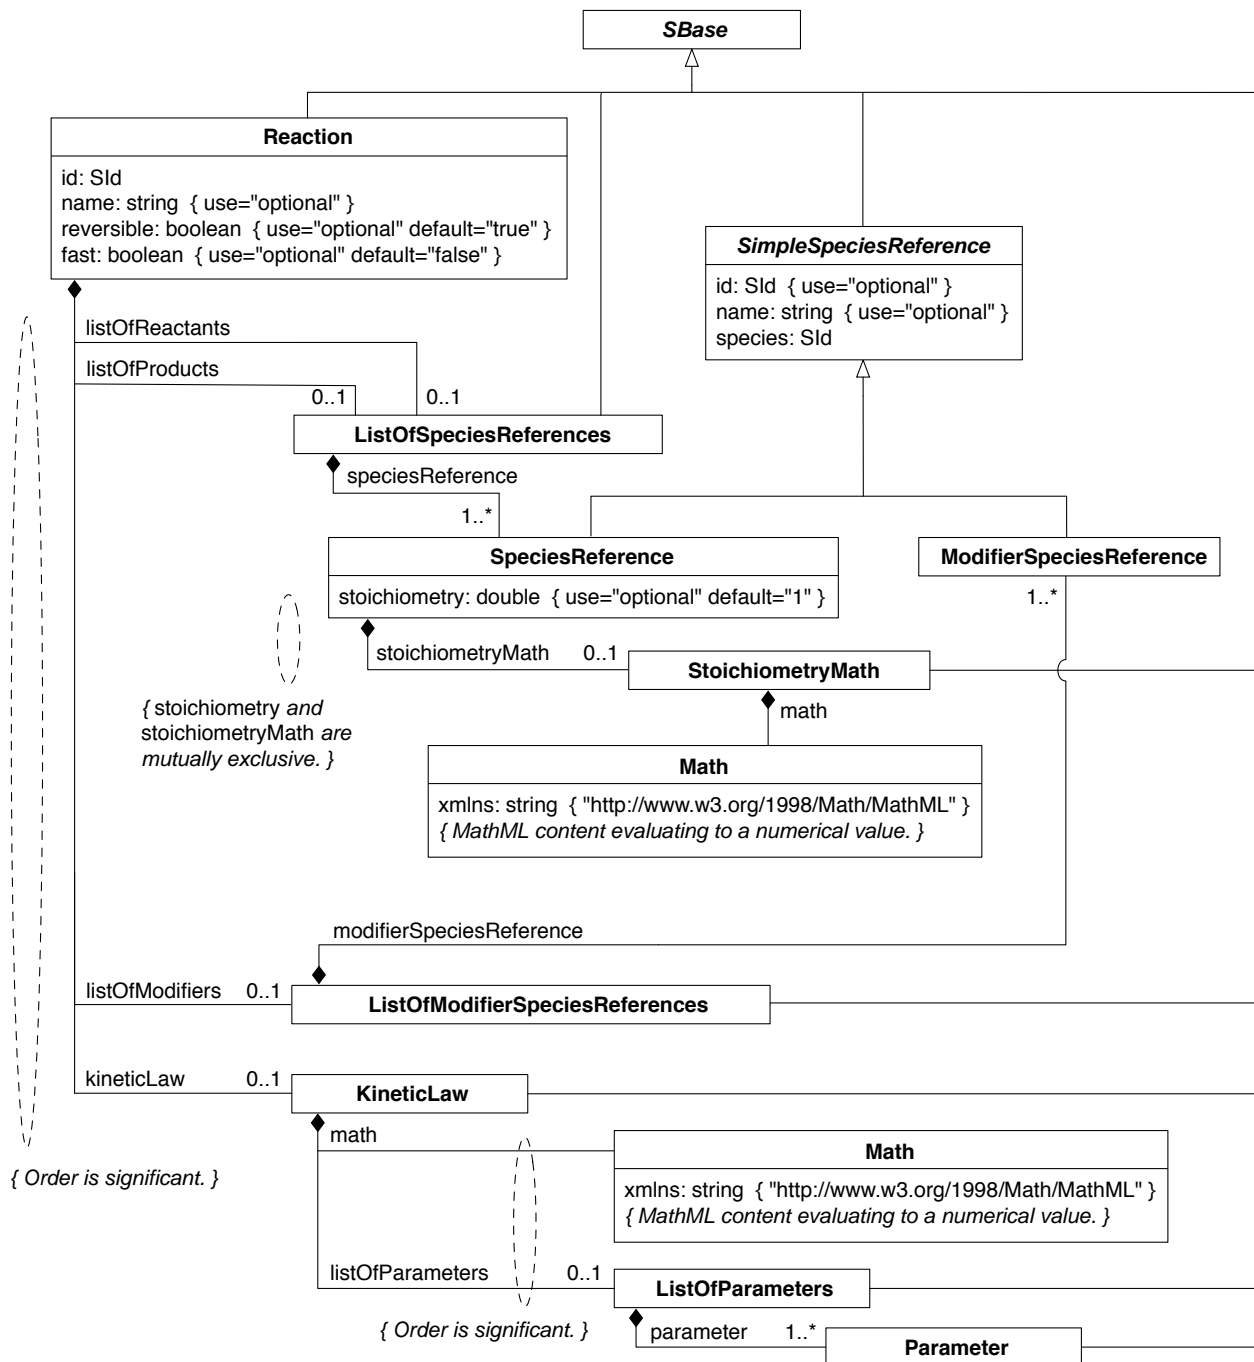 SBase
Reaction
id: SId
name: string { use="optional" }
reversible: boolean { use="optional" default="true" }
fast: boolean { use="optional" default="false" }
SimpleSpeciesReference
id: SId { use="optional" }
name: string { use="optional" }
species: SId
listOfReactants
listOfProducts
0..1
0..1
ListOfSpeciesReferences
speciesReference
1..*
SpeciesReference
stoichiometry: double { use="optional" default="1" }
ModifierSpeciesReference
1..*
stoichiometryMath
0..1
StoichiometryMath
{ stoichiometry and
stoichiometryMath are
mutually exclusive. }
math
Math
xmlns: string { "http://www.w3.org/1998/Math/MathML" }
{ MathML content evaluating to a numerical value. }
modifierSpeciesReference
listOfModifiers
0..1
ListOfModifierSpeciesReferences
kineticLaw
0..1
KineticLaw
math
{ Order is significant. }
Math
xmlns: string { "http://www.w3.org/1998/Math/MathML" }
{ MathML content evaluating to a numerical value. }
listOfParameters
0..1
ListOfParameters
{ Order is significant. }
parameter
1..*
Parameter